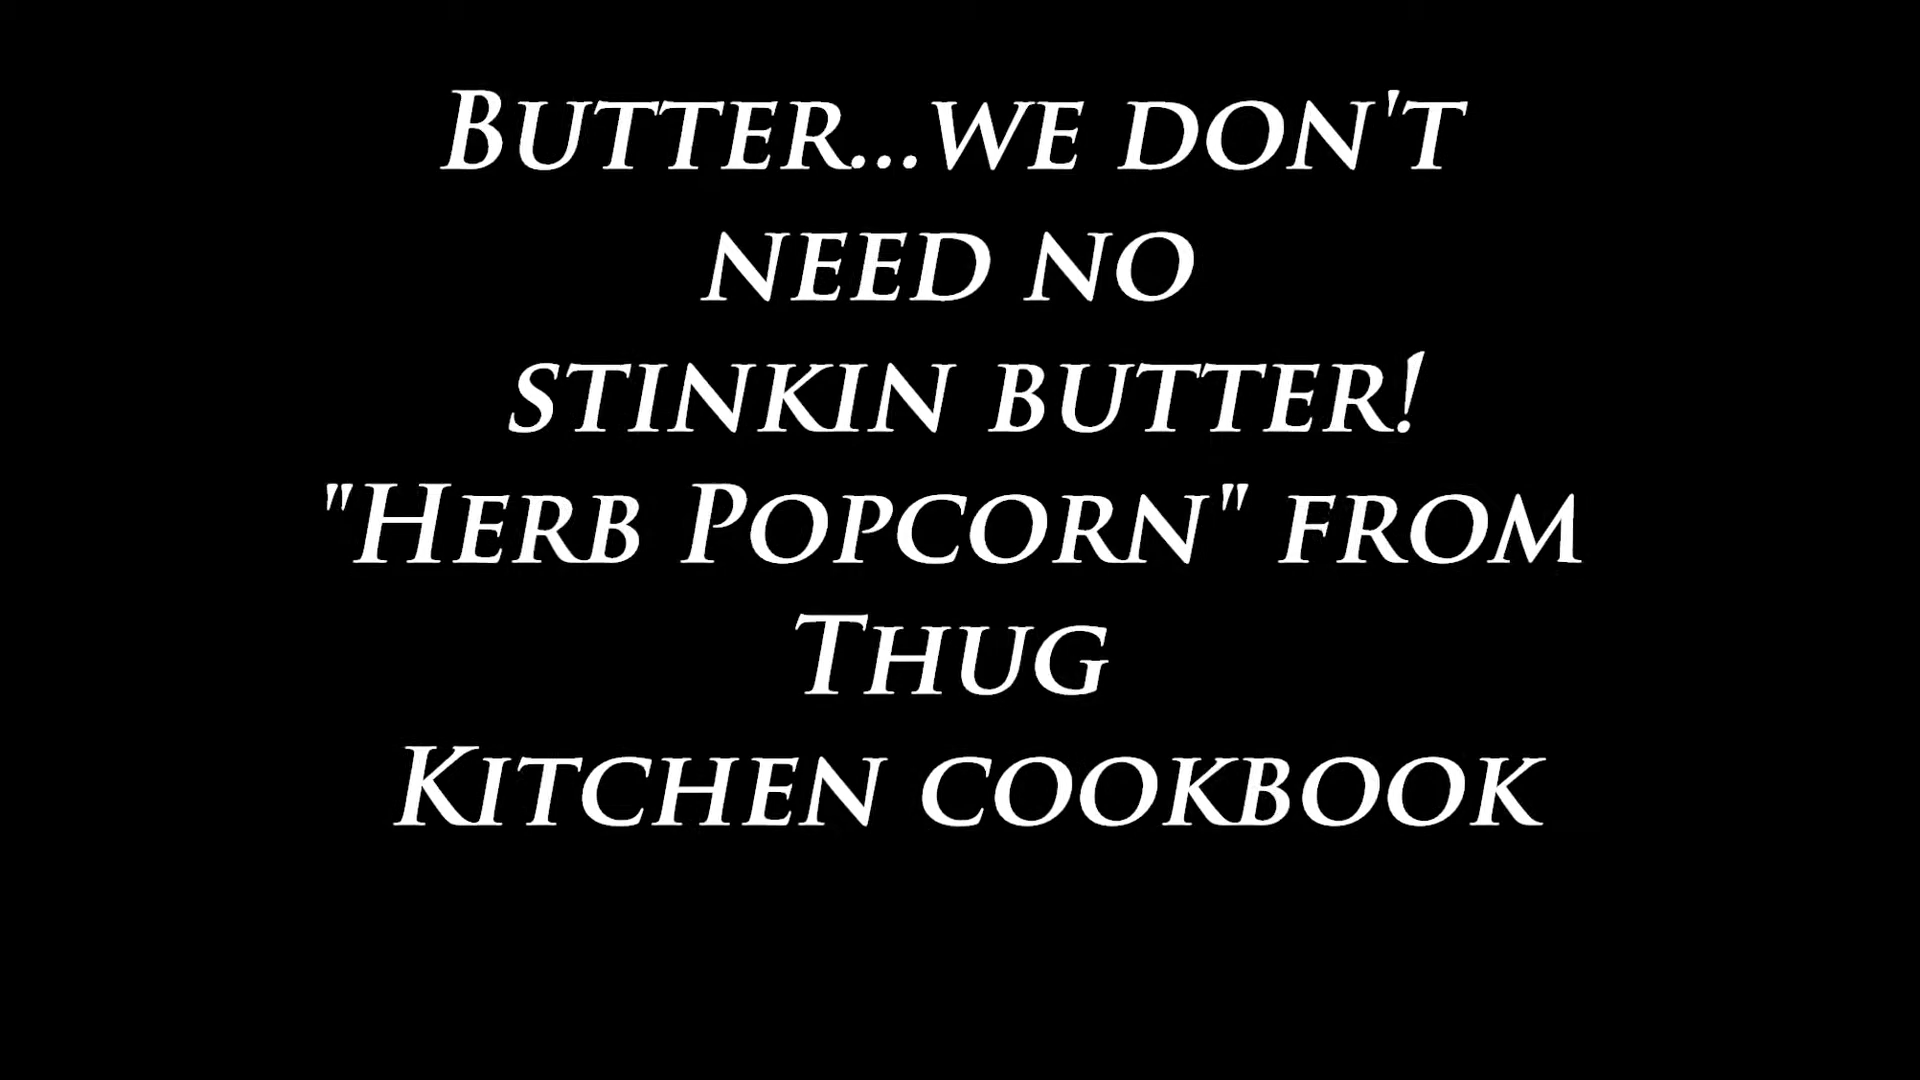 Butter...we don't
need no
stinkin butter!
"Herb Popcorn" from
Thug
Kitchen cookbook